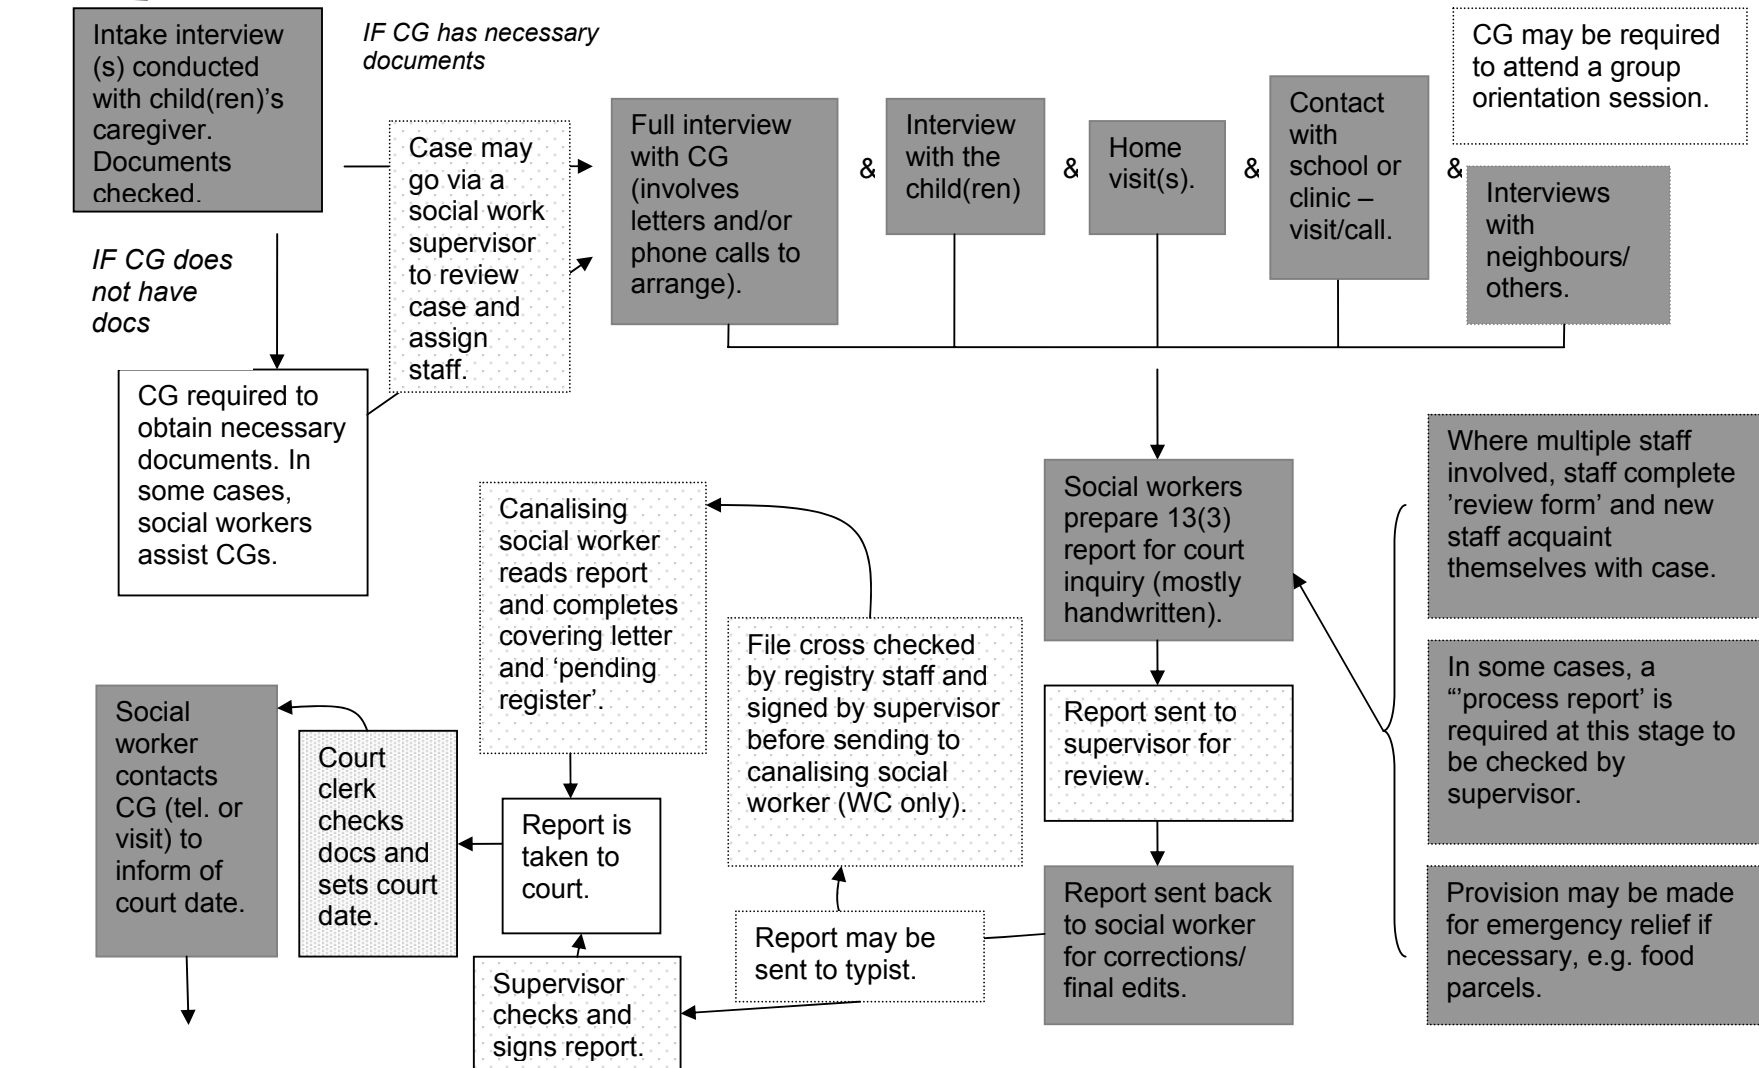 Intake interview
(s) conducted
with child(ren)’s
caregiver.
Documents
checked.
IF CG has necessary
documents
Case may
go via a
social work
supervisor
to review
case and
assign
staff.
Full interview
with CG
(involves
letters and/or
phone calls to
arrange).
&
Interview
with the
child(ren)
&
Home
visit(s).
&
Contact
with
school or
clinic –
visit/call.
&
Interviews
with
neighbours/
others.
CG may be required
to attend a group
orientation session.
IF CG does
not have
docs
CG required to
obtain necessary
documents. In
some cases,
social workers
assist CGs.
Social workers
prepare 13(3)
report for court
inquiry (mostly
handwritten).
Where multiple staff
involved, staff complete
’review form’ and new
staff acquaint
themselves with case.
In some cases, a
“’process report’ is
required at this stage to
be checked by
supervisor.
Provision may be made
for emergency relief if
necessary, e.g. food
parcels.
Report sent to
supervisor for
review.
Report sent back
to social worker
for corrections/
final edits.
Report may be
sent to typist.
File cross checked
by registry staff and
signed by supervisor
before sending to
canalising social
worker (WC only).
Canalising
social worker
reads report
and completes
covering letter
and ‘pending
register’.
Supervisor
checks and
signs report.
Report is
taken to
court.
Court
clerk
checks
docs and
sets court
date.
Social
worker
contacts
CG (tel. or
visit) to
inform of
court date.